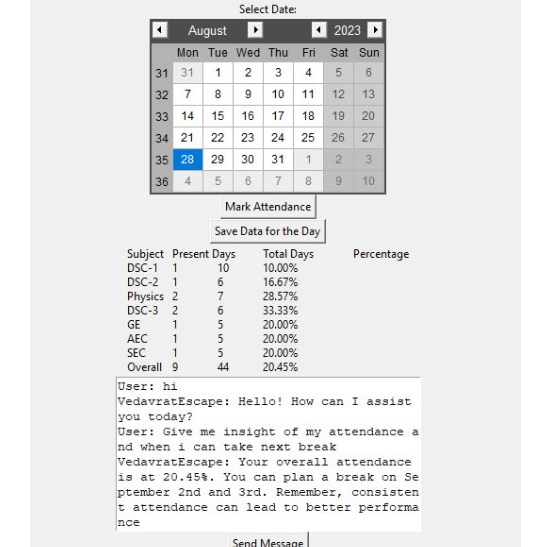 Select Date:
August 2023
Mon Tue Wed Thu Fri Sat Sun
31 31 1 2 3 4 5 6
32 7 8 9 10 11 12 13
33 14 15 16 17 18 19 20
34 21 22 23 24 25 26 27
35 28 29 30 31 1 2 3
36 4 5 6 7 8 9 10
Mark Attendance
Save Data for the Day
Subject Present Days Total Days Percentage
DSC-1 1 10 10.00%
DSC-2 1 6 16.67%
Physics 2 7 28.57%
DSC-3 2 6 33.33%
GE 1 5 20.00%
AEC 1 5 20.00%
SEC 1 5 20.00%
Overall 9 44 20.45%
User: hi
VedavratEscape: Hello! How can I assist
you today?
User: Give me insight of my attendance a
nd when i can take next break
VedavratEscape: Your overall attendance
is at 20.45%. You can plan a break on Se
ptember 2nd and 3rd. Remember, consisten
t attendance can lead to better performa
nce
Send Message